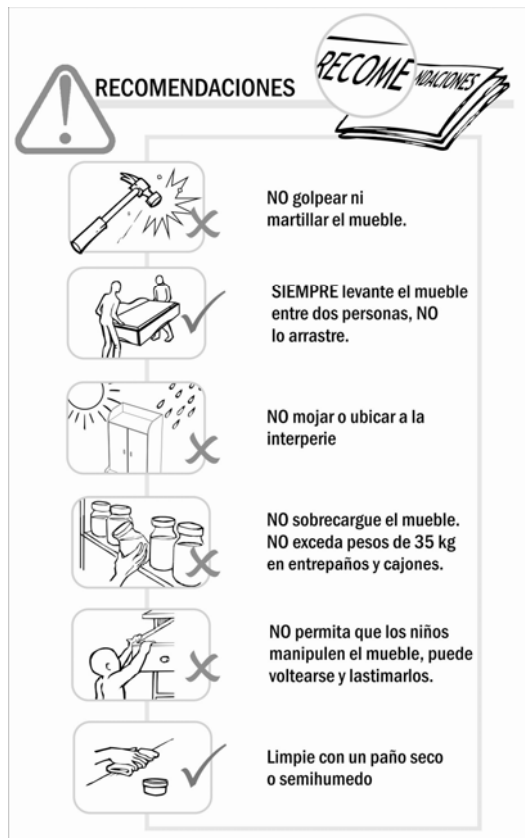 RECOMENDACIONES
RECOME NDACIONES
NO golpear ni
martillar el mueble.
SIEMPRE levante el mueble
entre dos personas, NO
lo arrastre.
NO mojar o ubicar a la
interperie
NO sobrecargue el mueble.
NO exceda pesos de 35 kg
en entrepaños y cajones.
NO permita que los niños
manipulen el mueble, puede
voltearse y lastimarlos.
Limpie con un paño seco
o semihumedo